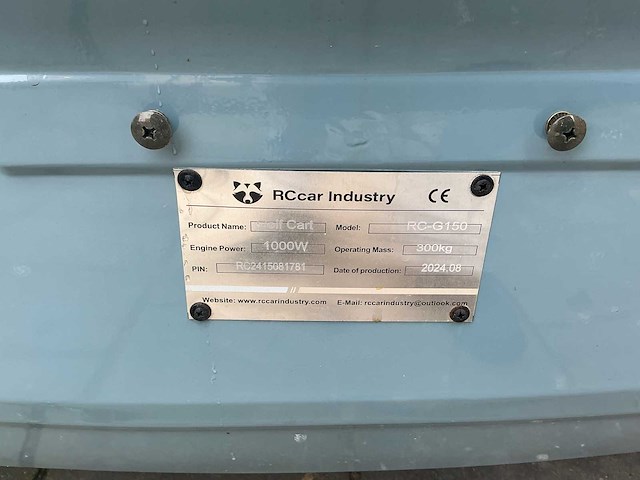 RCcar Industry CE
Product Name: Golf Cart Model: RC-G150
Engine Power: 1000W Operating Mass: 300kg
PIN: RC2415081781 Date of production: 2024.08
Website: www.rccarindustry.com E-Mail: rccarindustry@outlook.com